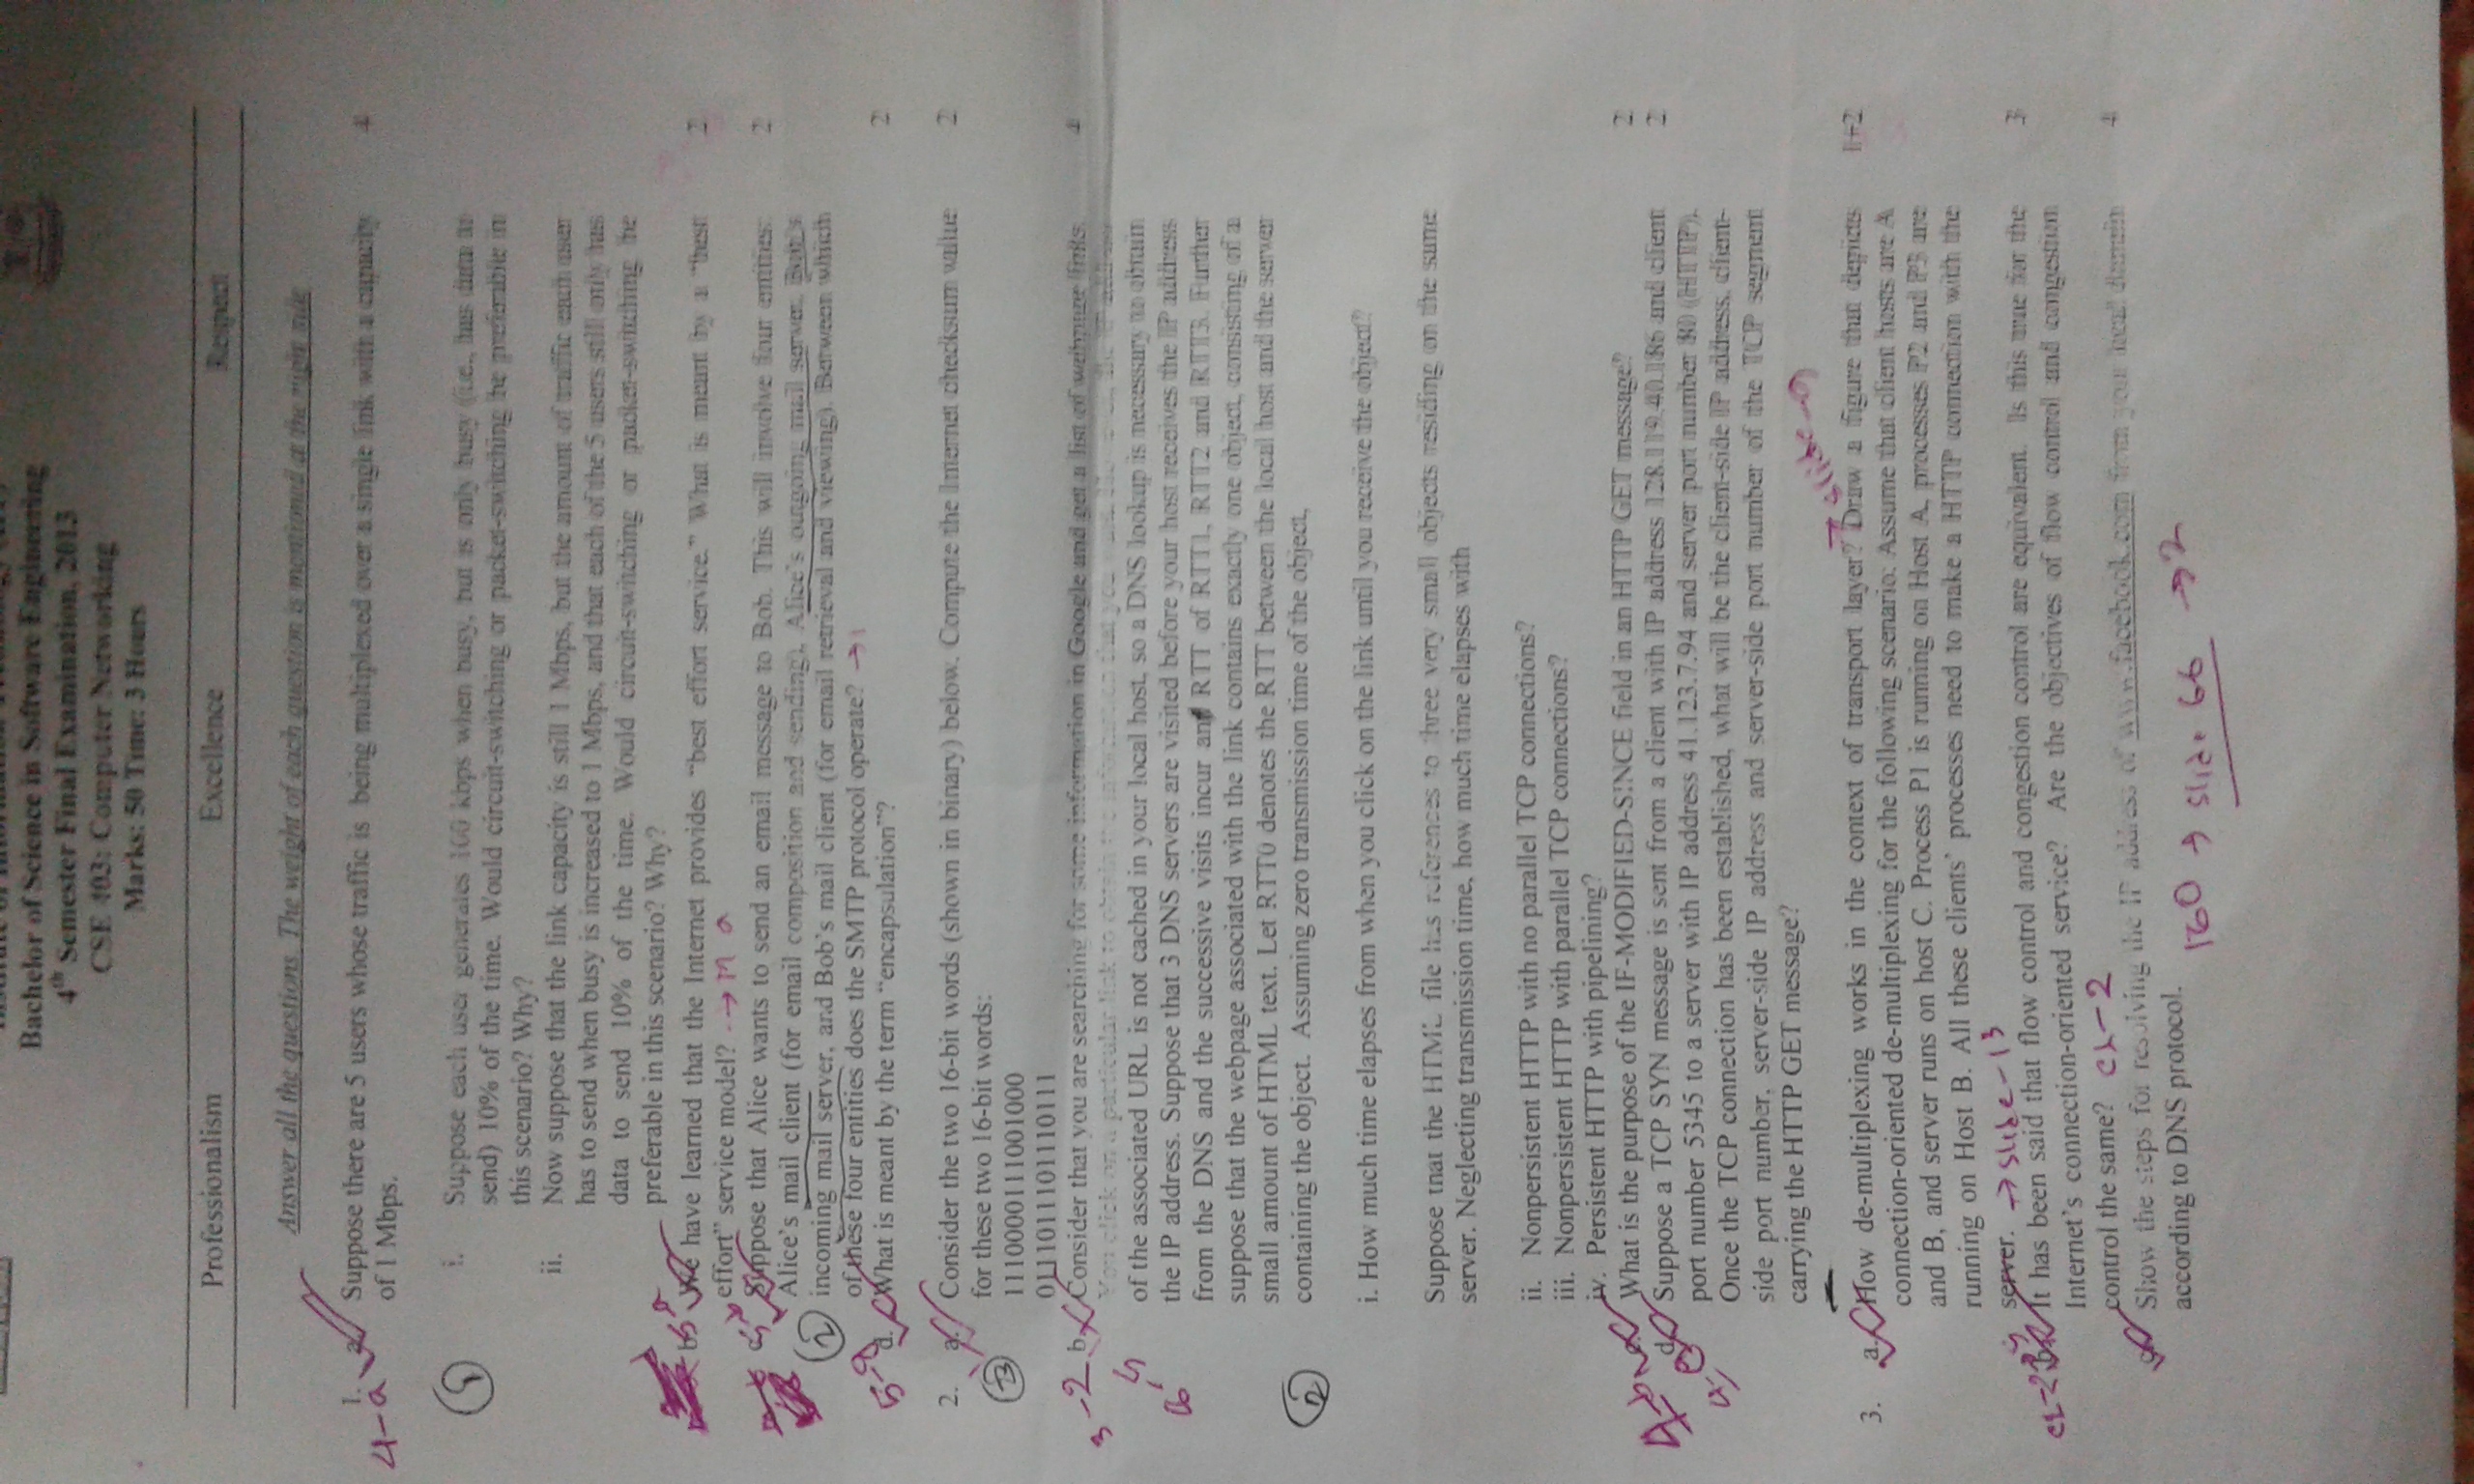 Bachelor of Science in Software Engineering
4th Semester Final Examination, 2013
CSE 403: Computer Networking
Marks: 50 Time: 3 Hours
Professionalism Excellence Respect
Answer all the questions. The weight of each question is mentioned at the right side
1. a. Suppose there are 5 users whose traffic is being multiplexed over a single link with a capacity 4
4-a
of 1 Mbps.
i. Suppose each user generates 100 kbps when busy, but is only busy (i.e., has data to
send) 10% of the time. Would circuit-switching or packet-switching be preferable in
this scenario? Why?
ii. Now suppose that the link capacity is still 1 Mbps, but the amount of traffic each user
has to send when busy is increased to 1 Mbps, and that each of the 5 users still only has
data to send 10% of the time. Would circuit-switching or packet-switching be
preferable in this scenario? Why?
b. We have learned that the Internet provides "best effort service." What is meant by a "best 2
effort" service model?
Suppose that Alice wants to send an email message to Bob. This will involve four entities: 2
Alice's mail client (for email composition and sending), Alice's outgoing mail server, Bob's
2 incoming mail server, and Bob's mail client (for email retrieval and viewing). Between which
of these four entities does the SMTP protocol operate?
d. What is meant by the term "encapsulation"? 2
2. a. Consider the two 16-bit words (shown in binary) below. Compute the Internet checksum value 2
for these two 16-bit words:
3
1110000111001000
0111011101110111
3-2 b. Consider that you are searching for some information in Google and get a list of webpage links. 4
You click on a particular link to obtain the information that you
of the associated URL is not cached in your local host, so a DNS lookup is necessary to obtain
the IP address. Suppose that 3 DNS servers are visited before your host receives the IP address
from the DNS and the successive visits incur an RTT of RTT1, RTT2 and RTT3. Further
suppose that the webpage associated with the link contains exactly one object, consisting of a
small amount of HTML text. Let RTT0 denotes the RTT between the local host and the server
2 containing the object. Assuming zero transmission time of the object,
i. How much time elapses from when you click on the link until you receive the object?
Suppose that the HTML file has references to three very small objects residing on the same
server. Neglecting transmission time, how much time elapses with
ii. Nonpersistent HTTP with no parallel TCP connections?
iii. Nonpersistent HTTP with parallel TCP connections?
iv. Persistent HTTP with pipelining?
What is the purpose of the IF-MODIFIED-SINCE field in an HTTP GET message? 2
d. Suppose a TCP SYN message is sent from a client with IP address 128.119.40.186 and client 2
port number 5345 to a server with IP address 41.123.7.94 and server port number 80 (HTTP).
Once the TCP connection has been established, what will be the client-side IP address, client-
side port number, server-side IP address and server-side port number of the TCP segment
carrying the HTTP GET message?
slide-9
3. a. How de-multiplexing works in the context of transport layer? Draw a figure that depicts 1+2
connection-oriented de-multiplexing for the following scenario: Assume that client hosts are A
and B, and server runs on host C. Process P1 is running on Host A, processes P2 and P3 are
running on Host B. All these clients' processes need to make a HTTP connection with the
server. → slide-13
b. It has been said that flow control and congestion control are equivalent. Is this true for the 3
Internet's connection-oriented service? Are the objectives of flow control and congestion
control the same?
Show the steps for resolving the IP address of www.facebook.com from your head domain 4
according to DNS protocol.
160 → slide 66 → 2